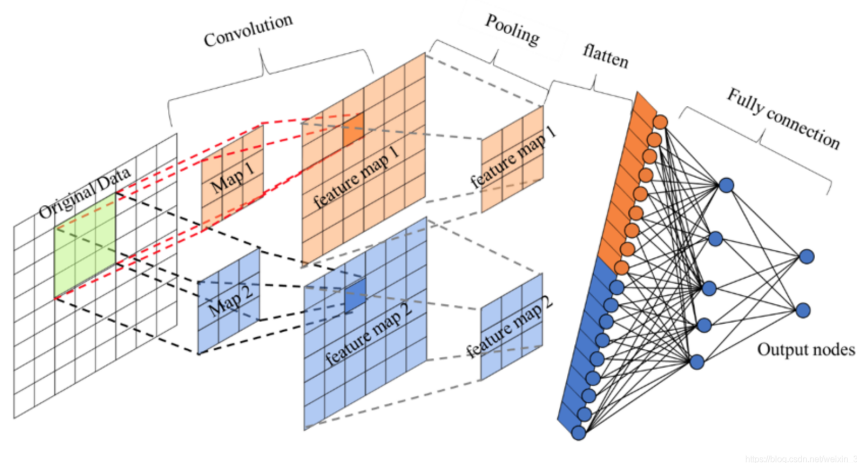 Convolution
Pooling
flatten
Fully connection
Original/Data
Map 1
feature map 1
feature map 1
Map 2
feature map 2
feature map 2
Output nodes